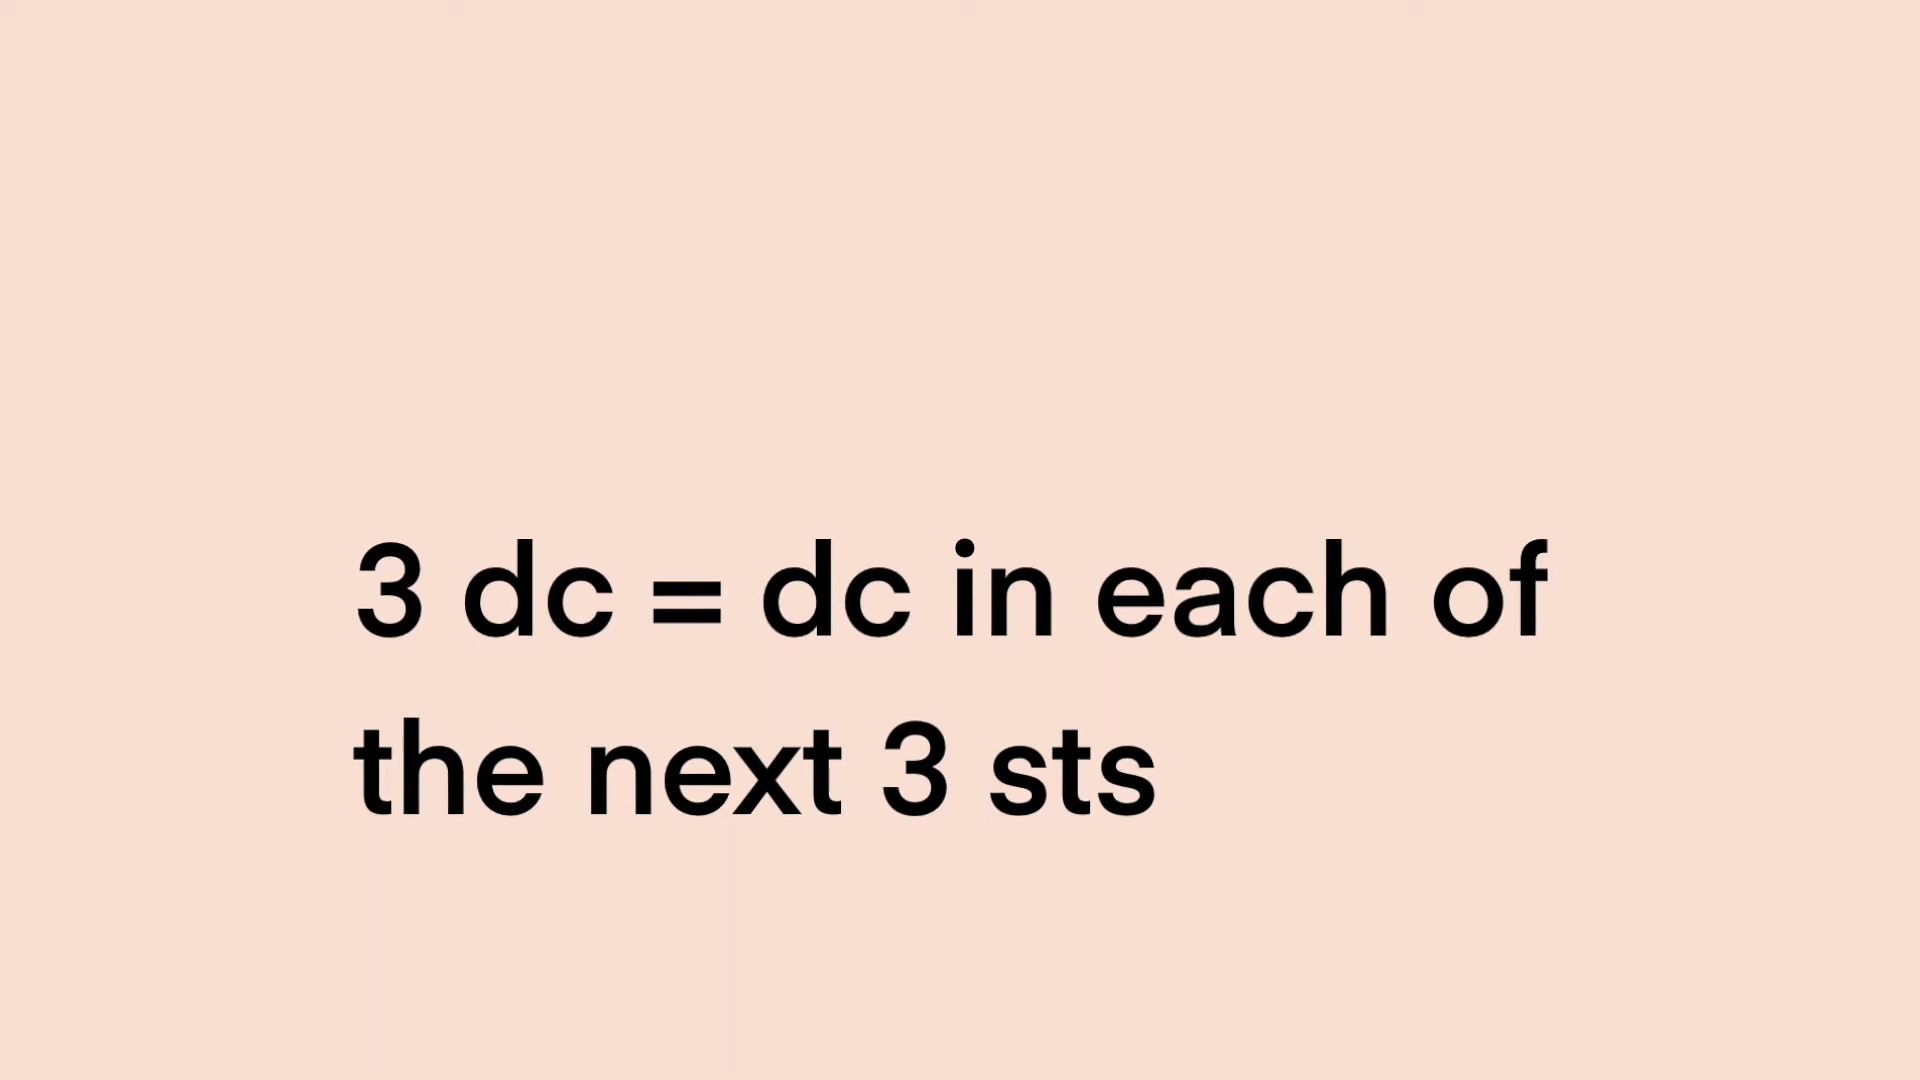 3 dc = dc in each of
the next 3 sts